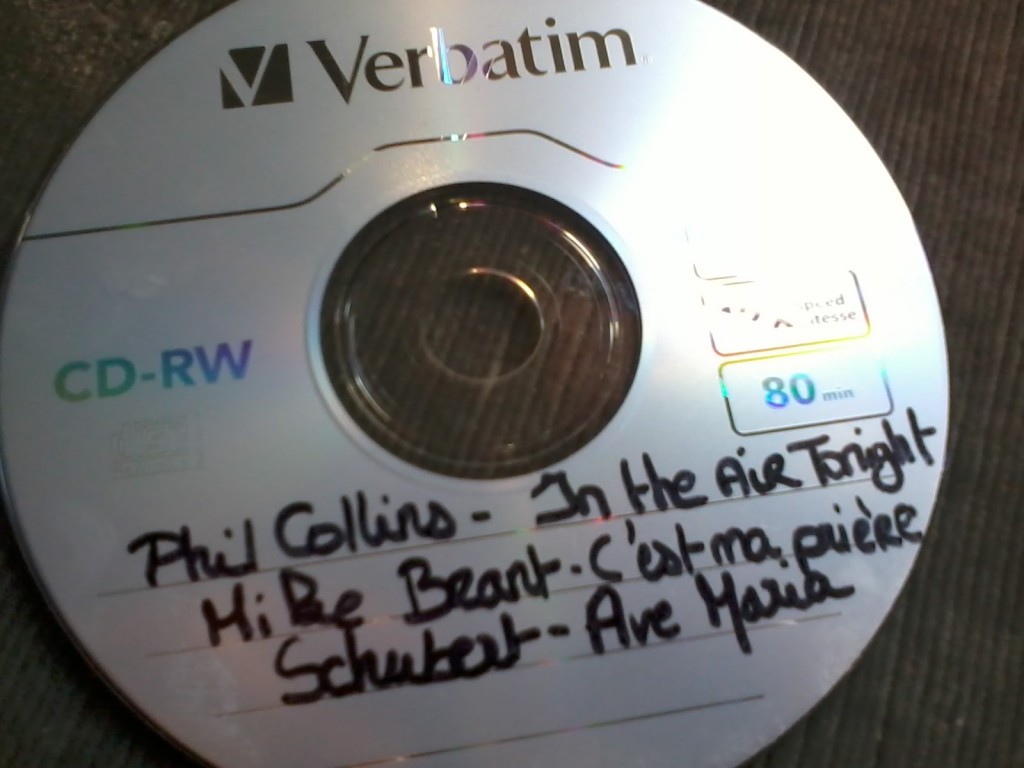 Verbatim
CD-RW
80 min
Phil Collins - In the Air Tonight
Mike Brant - C'est ma prière
Schubert - Ave Maria